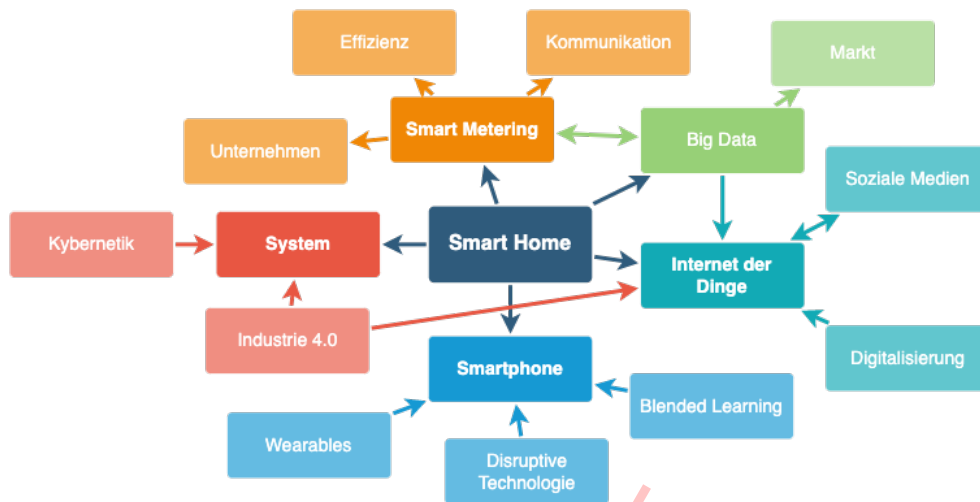 Effizienz
Kommunikation
Markt
Smart Metering
Big Data
Unternehmen
Soziale Medien
Kybernetik
System
Smart Home
Internet der
Dinge
Industrie 4.0
Digitalisierung
Smartphone
Blended Learning
Wearables
Disruptive
Technologie